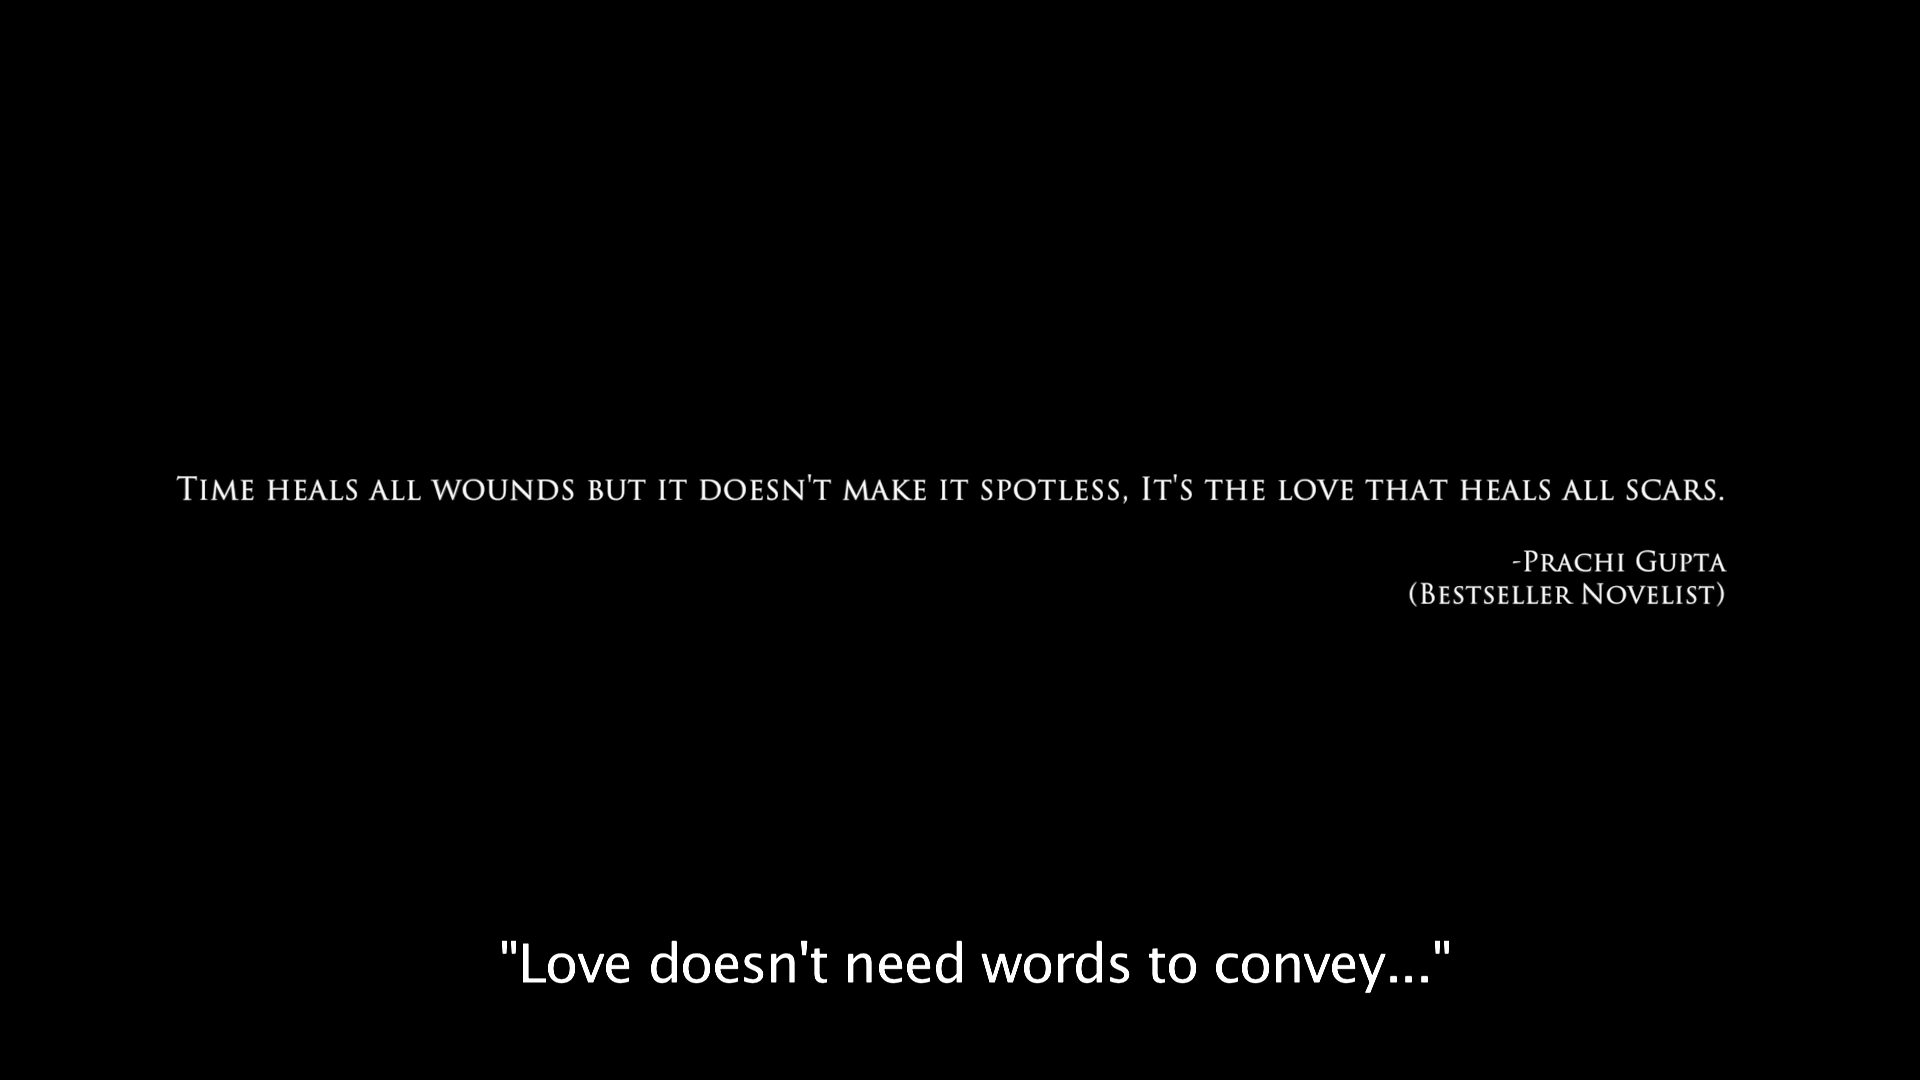 Time heals all wounds but it doesn't make it spotless, It's the love that heals all scars.
-Prachi Gupta
(Bestseller Novelist)
"Love doesn't need words to convey..."